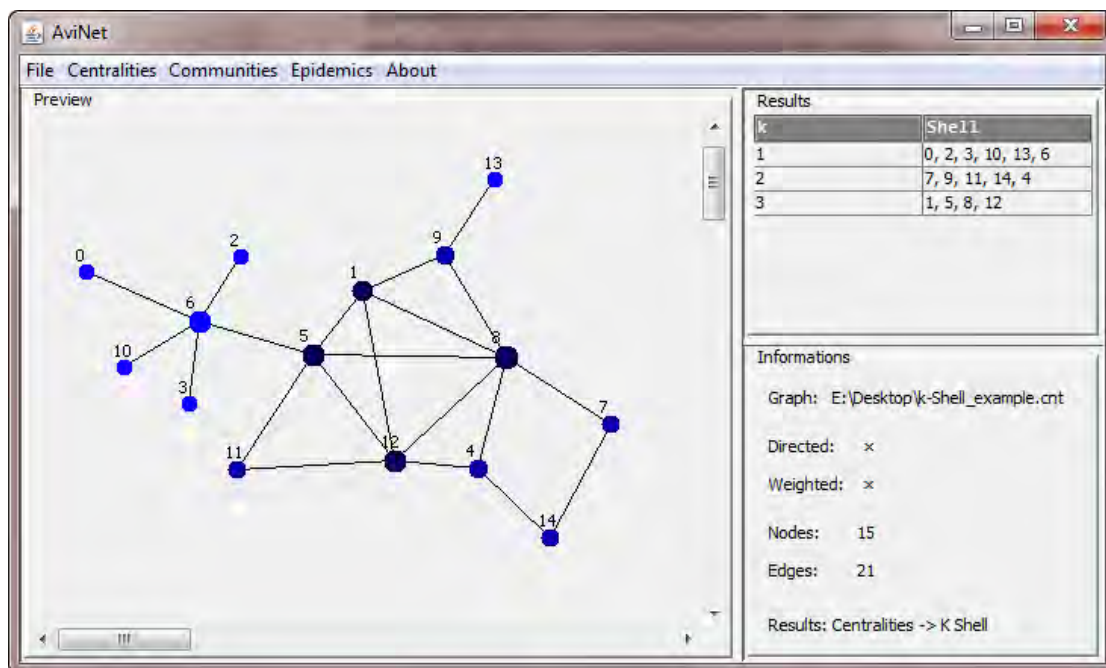 AviNet
File Centralities Communities Epidemics About
Preview
13
9
2
0
1
6
5
8
10
3
7
11
12
4
14
Results
k Shell
1 0, 2, 3, 10, 13, 6
2 7, 9, 11, 14, 4
3 1, 5, 8, 12
Informations
Graph: E:\Desktop\k-Shell_example.cnt
Directed: ×
Weighted: ×
Nodes: 15
Edges: 21
Results: Centralities -> K Shell